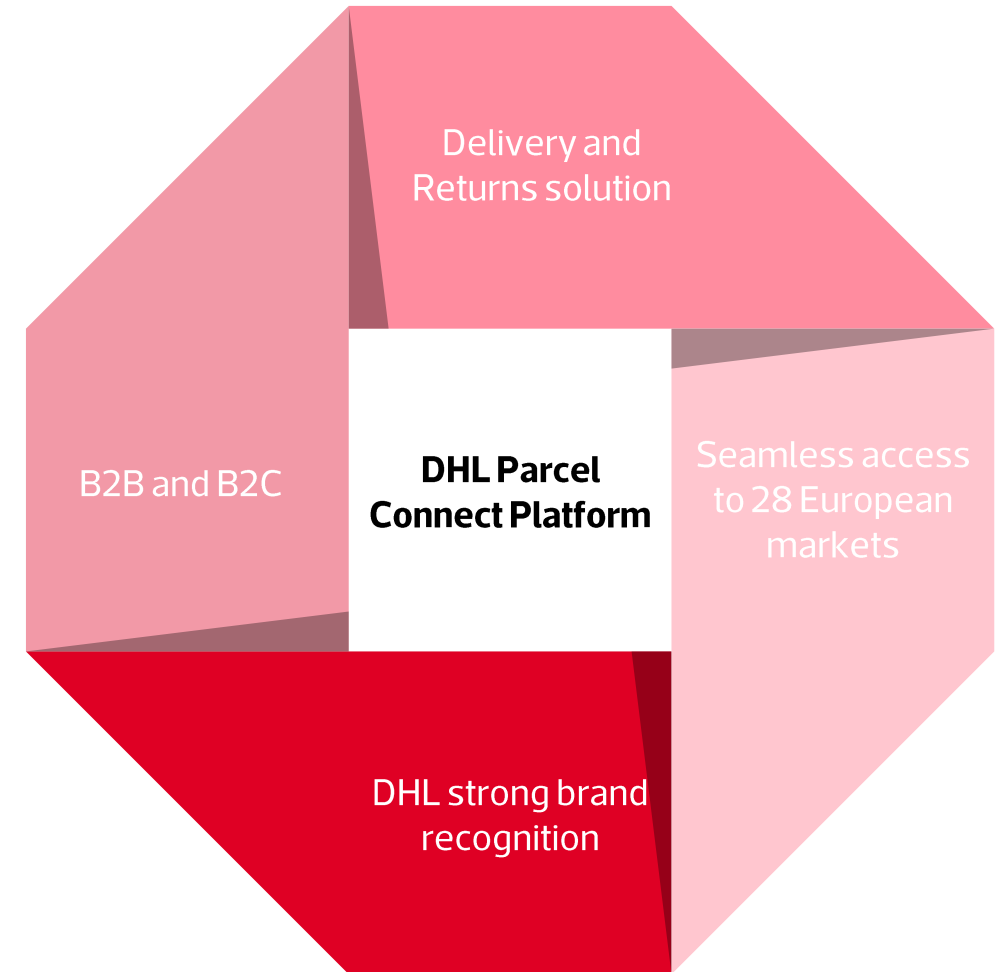 Delivery and
Returns solution
B2B and B2C
DHL Parcel
Connect Platform
Seamless access
to 28 European
markets
DHL strong brand
recognition